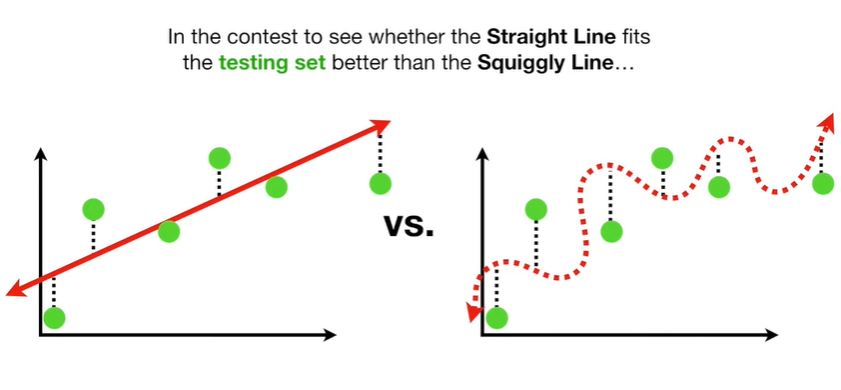 In the contest to see whether the Straight Line fits
the testing set better than the Squiggly Line…
vs.